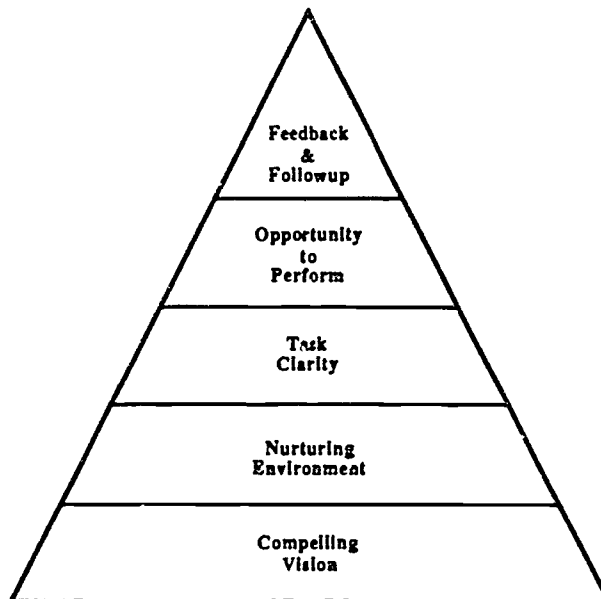 Feedback
&
Followup
Opportunity
to
Perform
Task
Clarity
Nurturing
Environment
Compelling
Vision